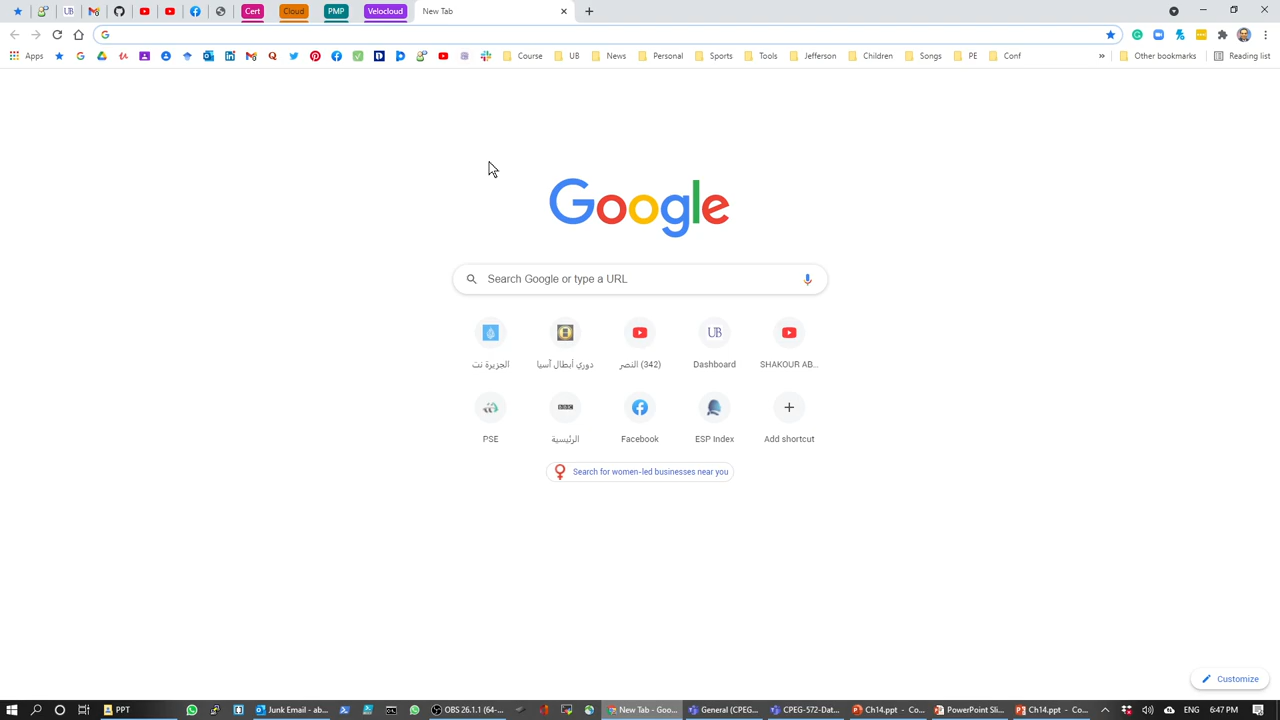 UB Cert Cloud PMP Velocloud New Tab
Apps Course UB News Personal Sports Tools Jefferson Children Songs PE Conf » Other bookmarks Reading list
Google
Search Google or type a URL
الجزيرة نت دوري أبطال آسيا النصر (342) Dashboard SHAKOUR AB...
UB
BBC
PSE الرئيسية Facebook ESP Index Add shortcut
Search for women-led businesses near you
Customize
PPT Junk Email - ab... OBS 26.1.1 (64-... New Tab - Goo... General (CPEG... CPEG-572-Dat... Ch14.ppt - Co... PowerPoint Sli... Ch14.ppt - Co... ENG 6:47 PM